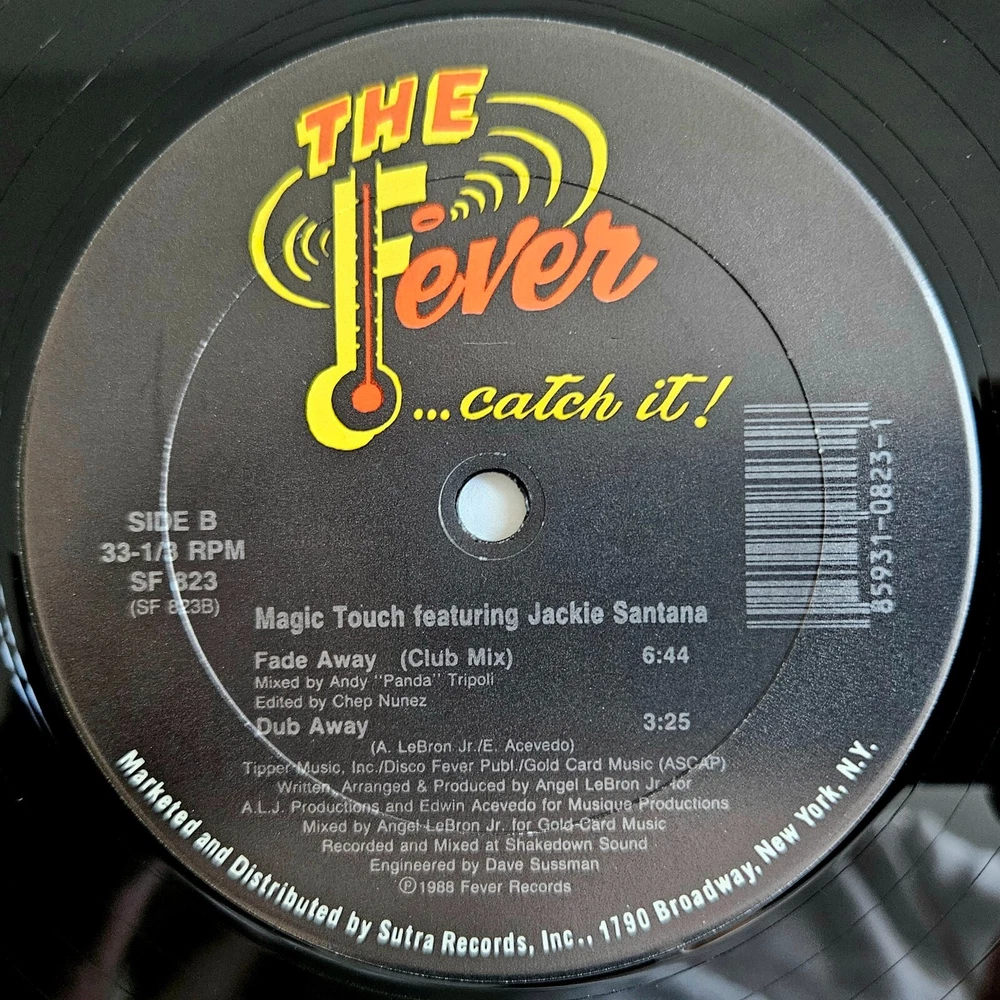 THE
Fever
...catch it!
85931-0823-1
SIDE B
33-1/3 RPM
SF 823
(SF 823B)
Magic Touch featuring Jackie Santana
Fade Away (Club Mix) 6:44
Mixed by Andy "Panda" Tripoli
Edited by Chep Nunez
Dub Away 3:25
(A. LeBron Jr./E. Acevedo)
Tipper Music, Inc./Disco Fever Publ./Gold Card Music (ASCAP)
Written, Arranged & Produced by Angel LeBron Jr. for
A.L.J. Productions and Edwin Acevedo for Musique Productions
Mixed by Angel LeBron Jr. for Gold Card Music
Recorded and Mixed at Shakedown Sound
Engineered by Dave Sussman
℗1988 Fever Records
Marketed and Distributed by Sutra Records, Inc., 1790 Broadway, New York, N.Y.